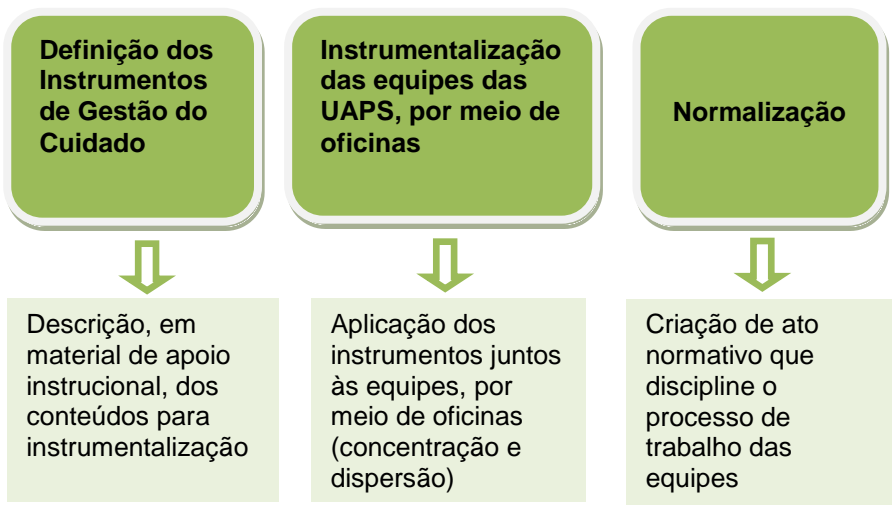 Definição dos
Instrumentos
de Gestão do
Cuidado
Instrumentalização
das equipes das
UAPS, por meio de
oficinas
Normalização
Descrição, em
material de apoio
instrucional, dos
conteúdos para
instrumentalização
Aplicação dos
instrumentos juntos
às equipes, por
meio de oficinas
(concentração e
dispersão)
Criação de ato
normativo que
discipline o
processo de
trabalho das
equipes